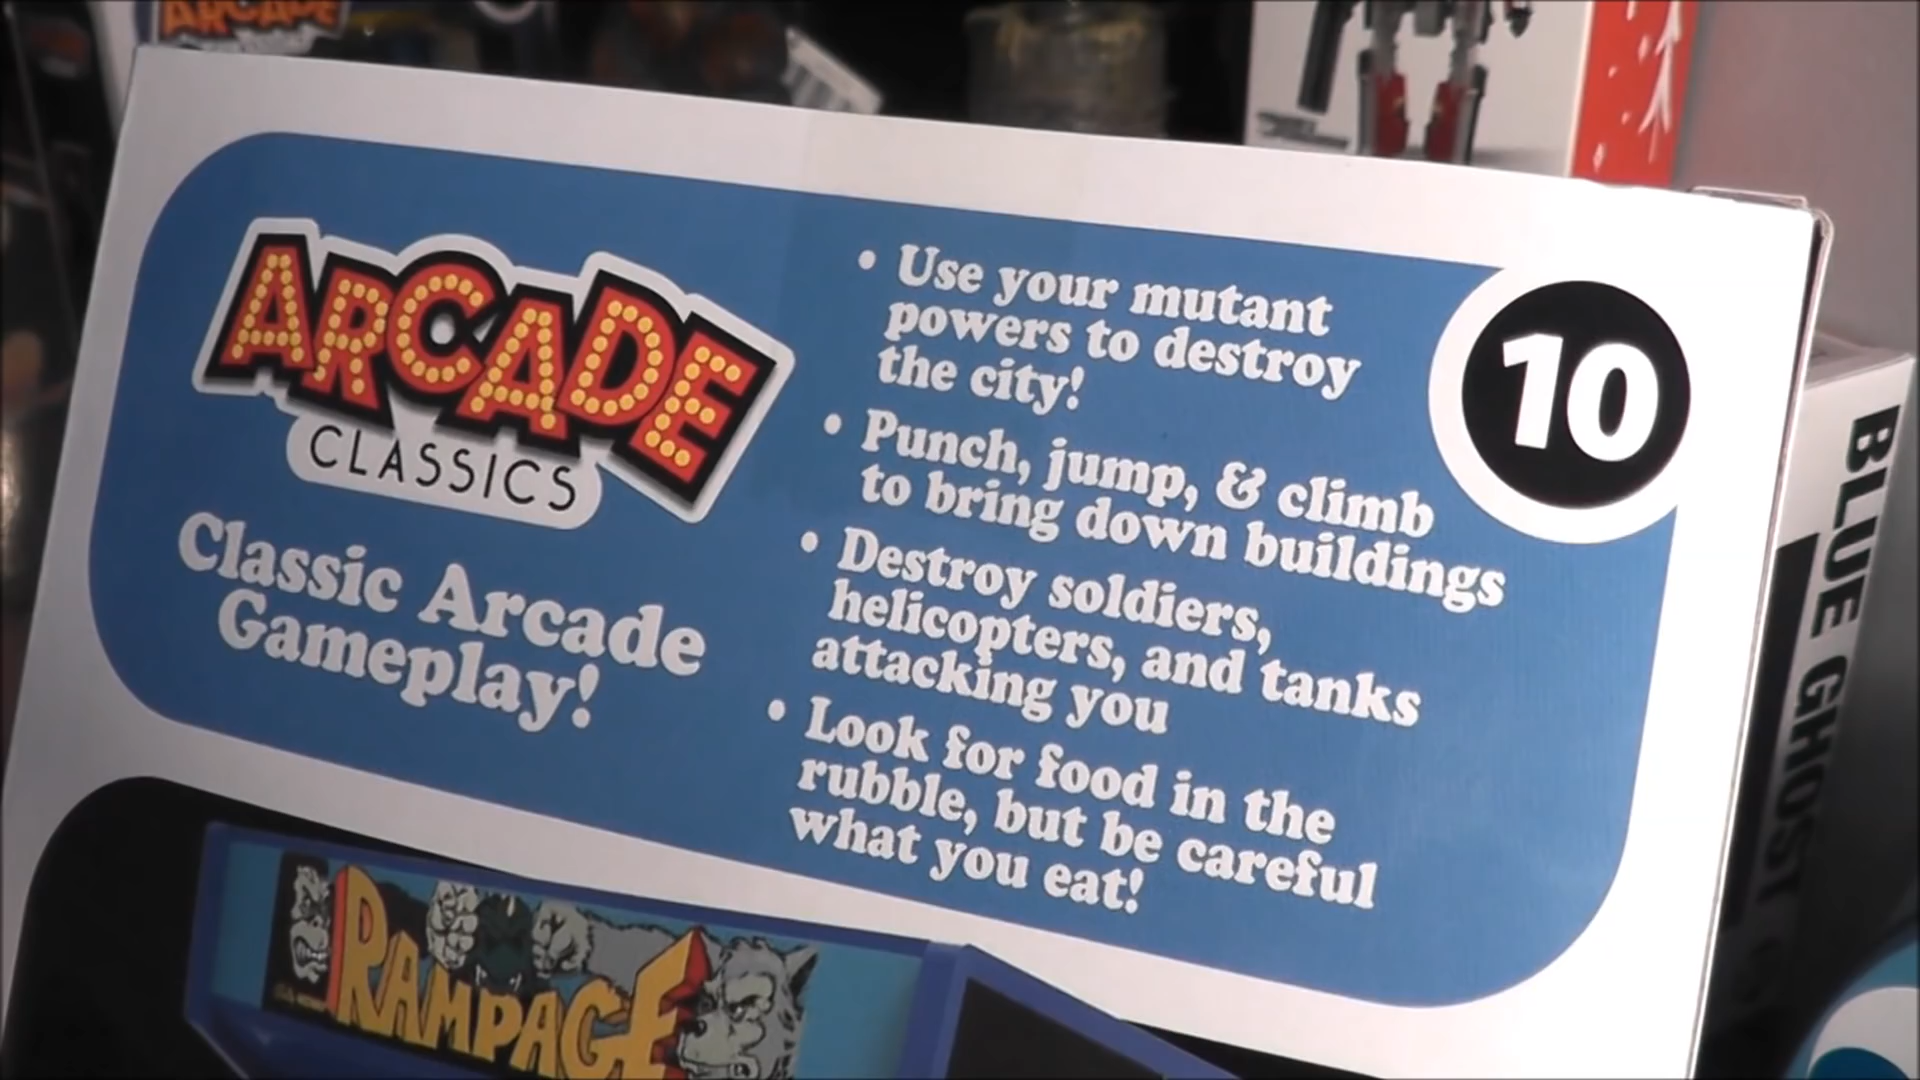 ARCADE
ARCADE
CLASSICS
Classic Arcade
Gameplay!
• Use your mutant
powers to destroy
the city!
• Punch, jump, & climb
to bring down buildings
• Destroy soldiers,
helicopters, and tanks
attacking you
• Look for food in the
rubble, but be careful
what you eat!
10
BLUE GHOST
RAMPAGE